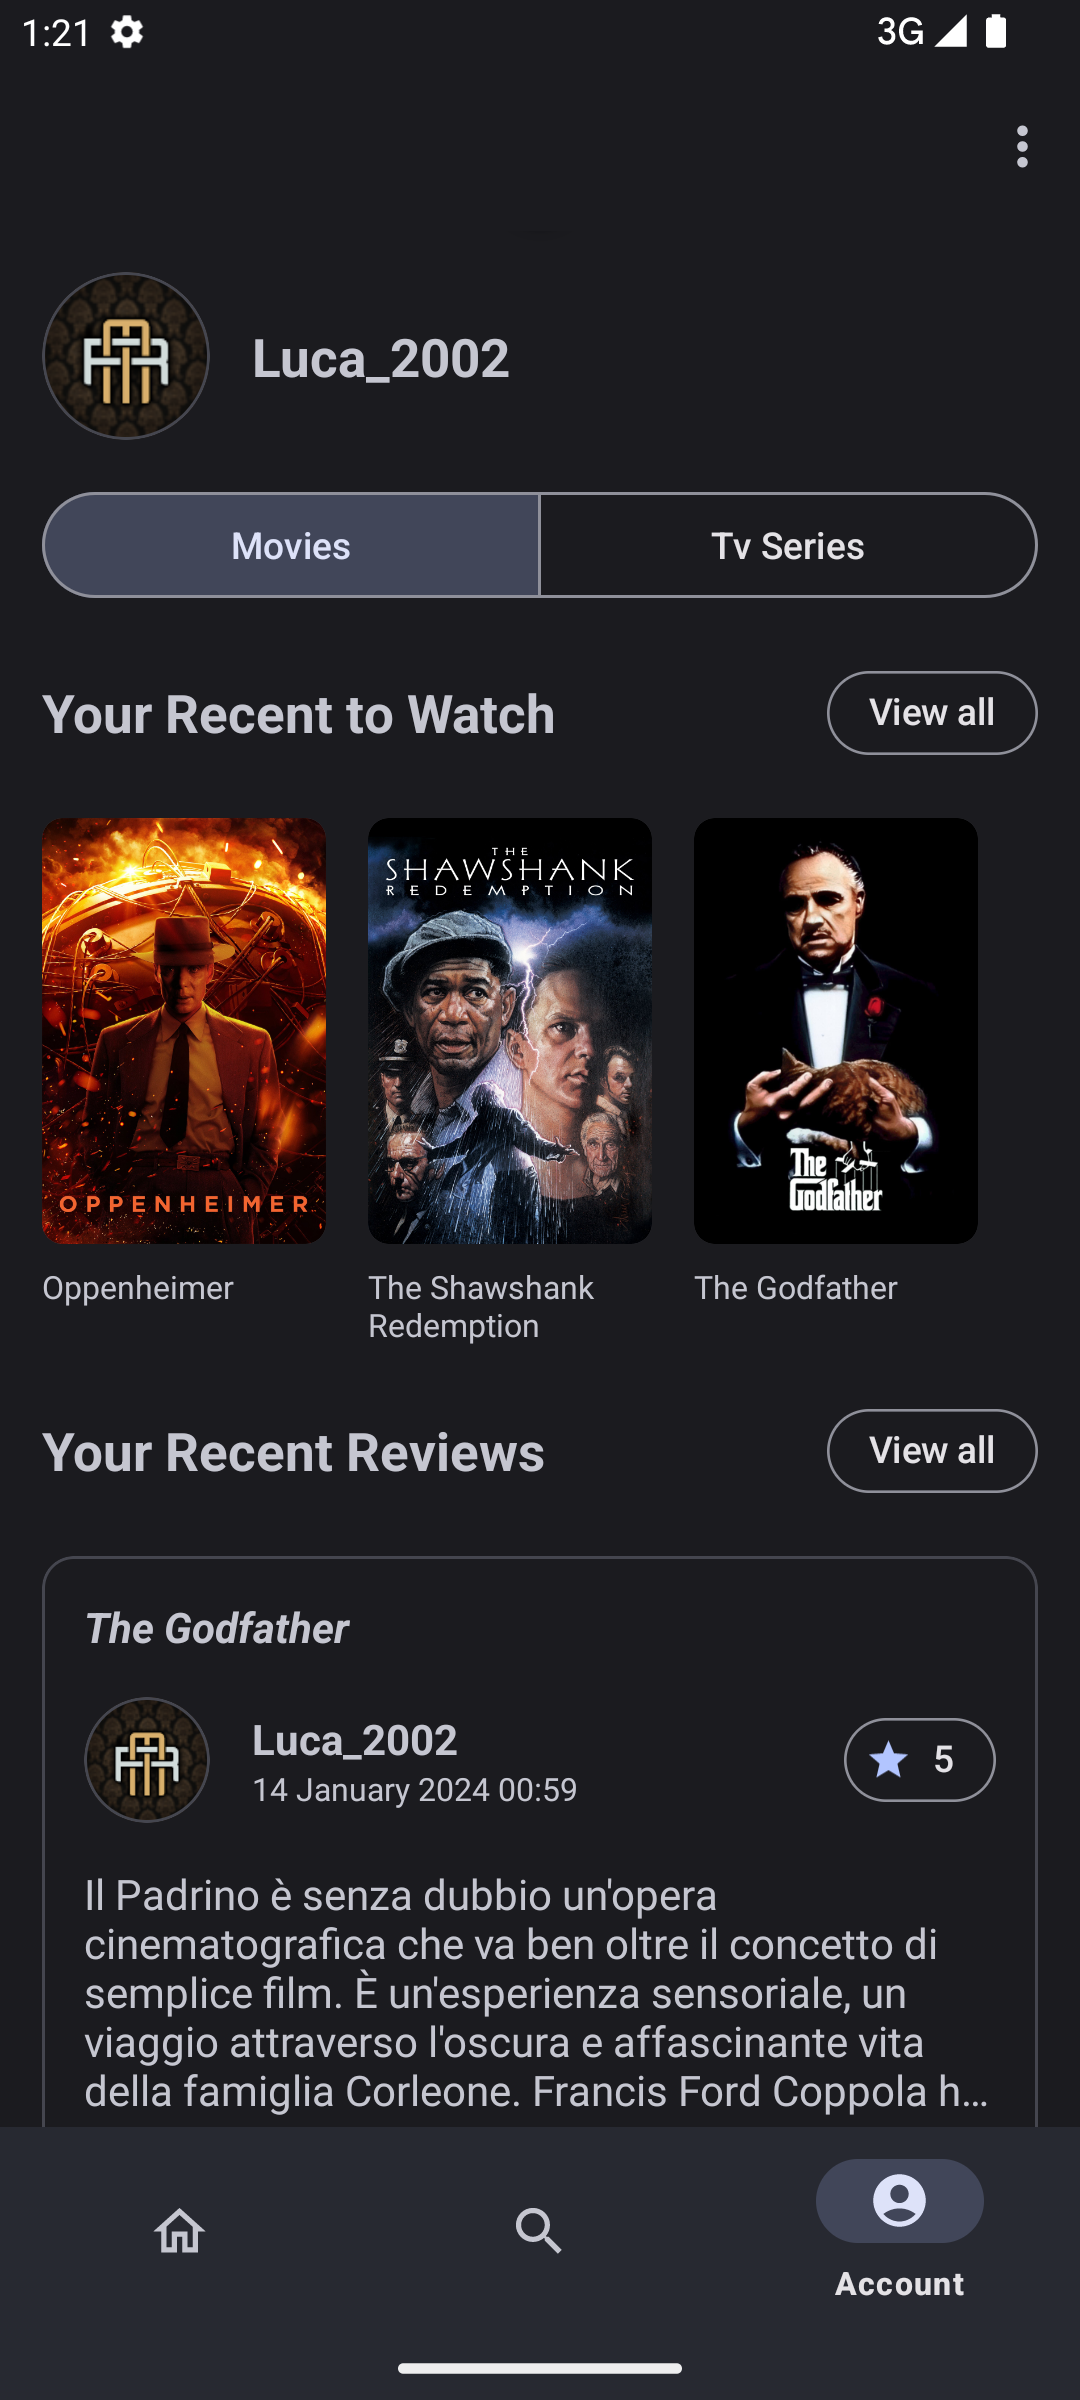 1:21
3G
Luca_2002
Movies
Tv Series
Your Recent to Watch
View all
OPPENHEIMER
THE
SHAWSHANK
REDEMPTION
The
Godfather
Oppenheimer
The Shawshank
Redemption
The Godfather
Your Recent Reviews
View all
The Godfather
Luca_2002
14 January 2024 00:59
5
Il Padrino è senza dubbio un'opera
cinematografica che va ben oltre il concetto di
semplice film. È un'esperienza sensoriale, un
viaggio attraverso l'oscura e affascinante vita
della famiglia Corleone. Francis Ford Coppola h...
Account